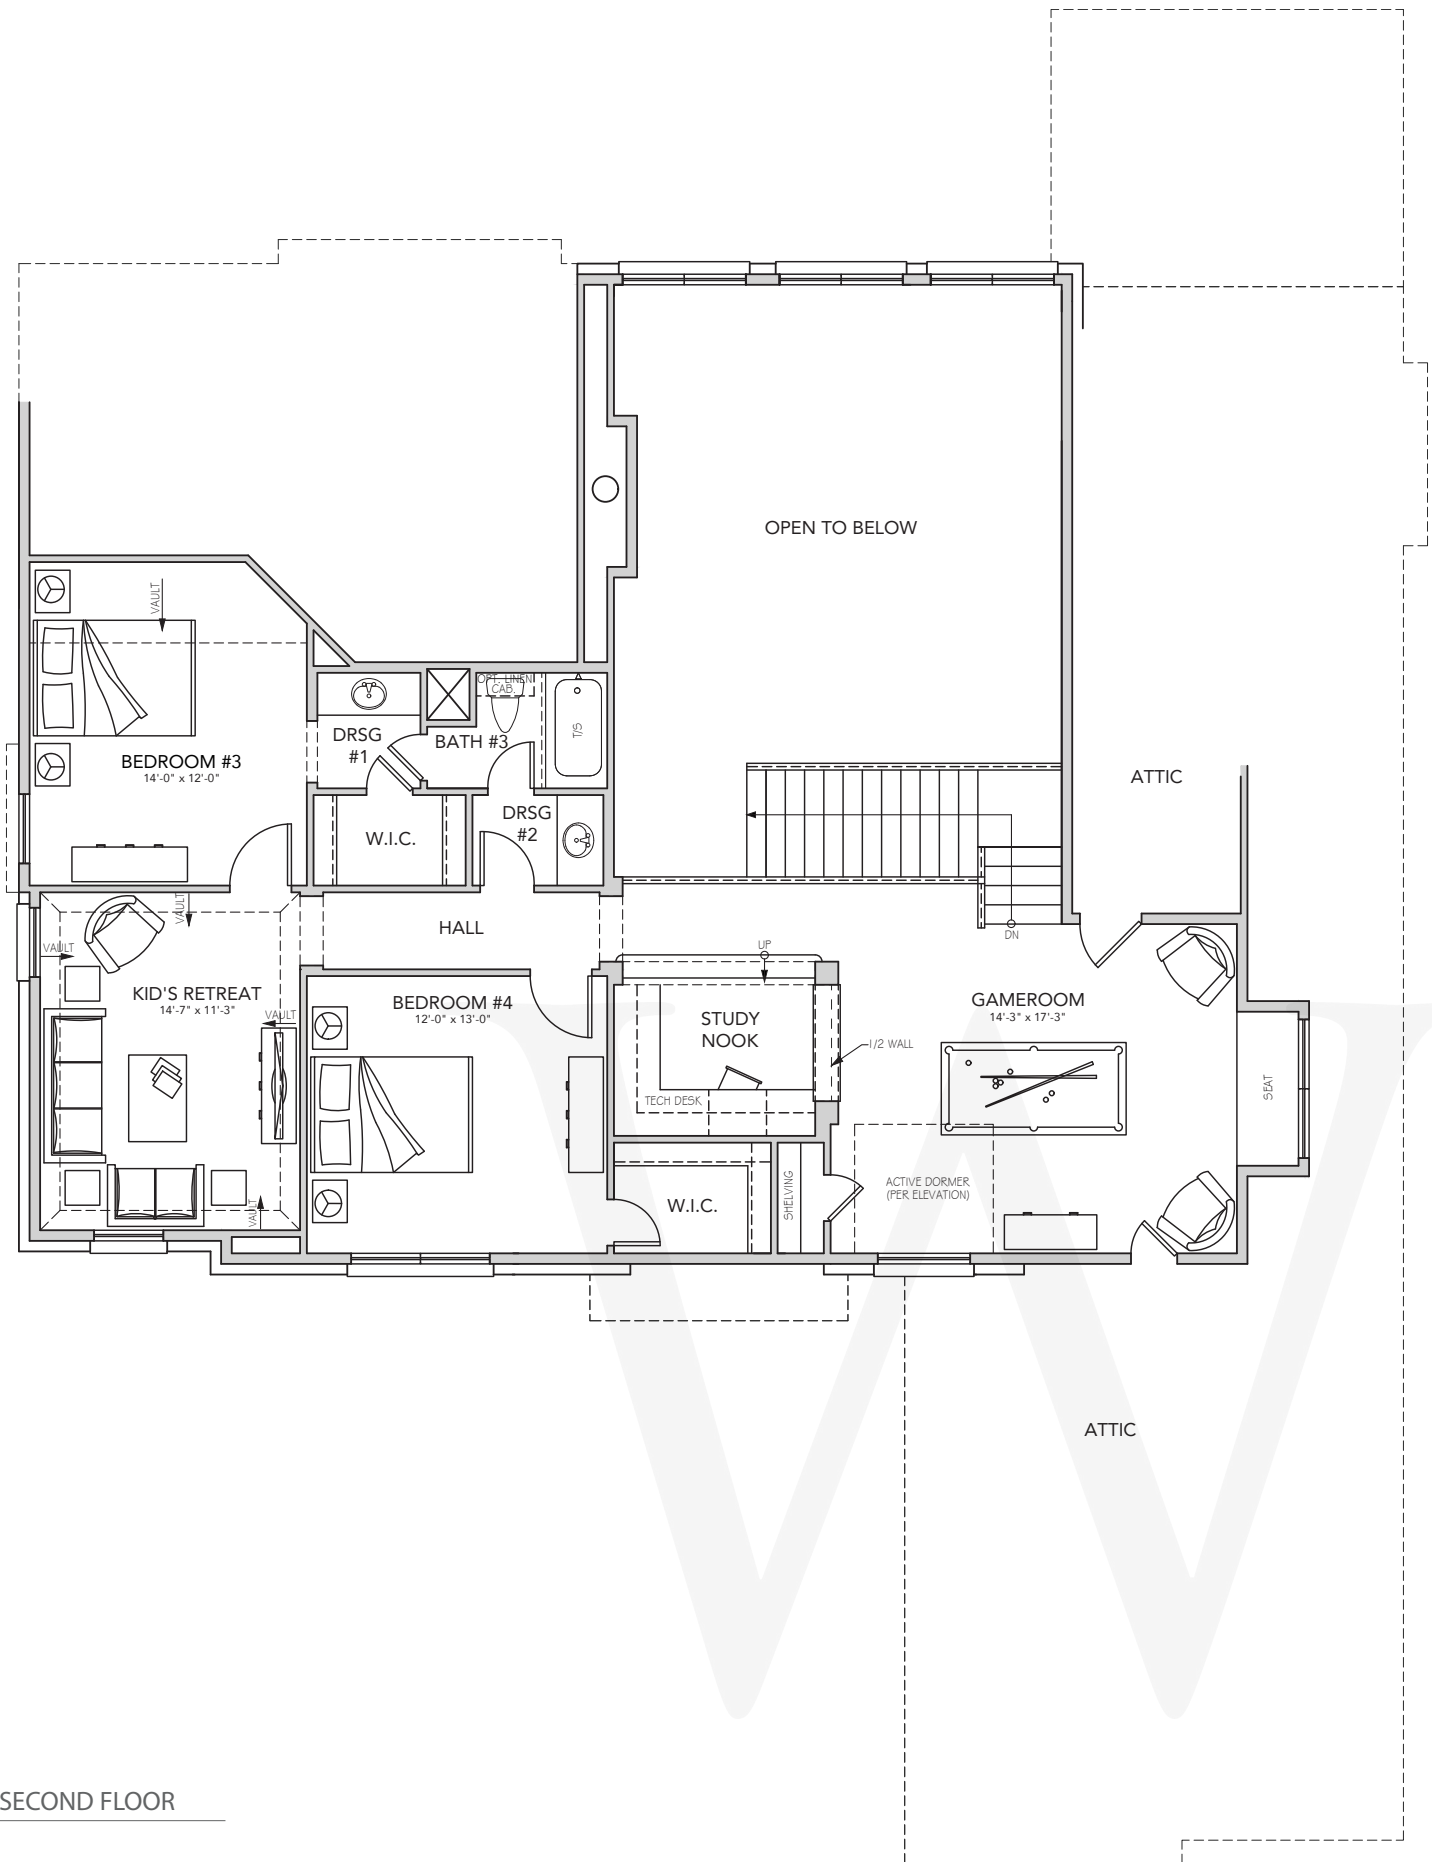 OPEN TO BELOW
VAULT
OPT. LINEN
CAB.
T/S
DRSG
#1
BATH #3
BEDROOM #3
14'-0" x 12'-0"
ATTIC
DRSG
#2
W.I.C.
VAULT
VAULT
HALL
UP
DN
KID'S RETREAT
14'-7" x 11'-3"
VAULT
BEDROOM #4
12'-0" x 13'-0"
STUDY
NOOK
GAMEROOM
14'-3" x 17'-3"
1/2 WALL
SEAT
TECH DESK
VAULT
W.I.C.
SHELVING
ACTIVE DORMER
(PER ELEVATION)
ATTIC
W
SECOND FLOOR